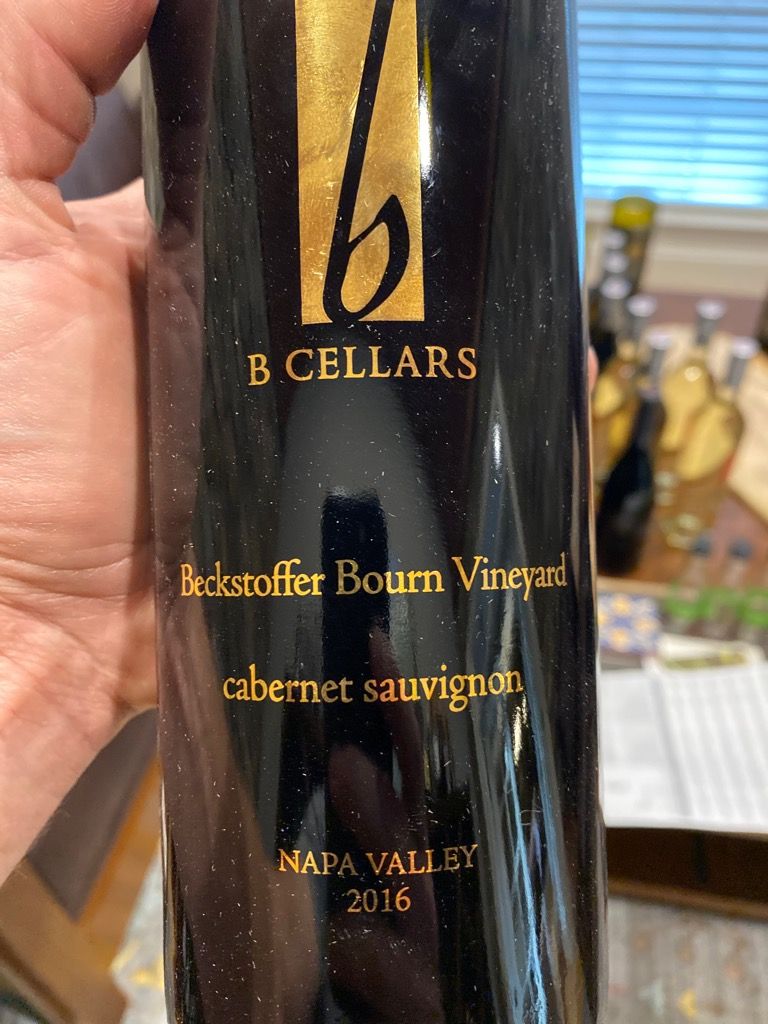 b
B CELLARS
Beckstoffer Bourn Vineyard
cabernet sauvignon
NAPA VALLEY
2016